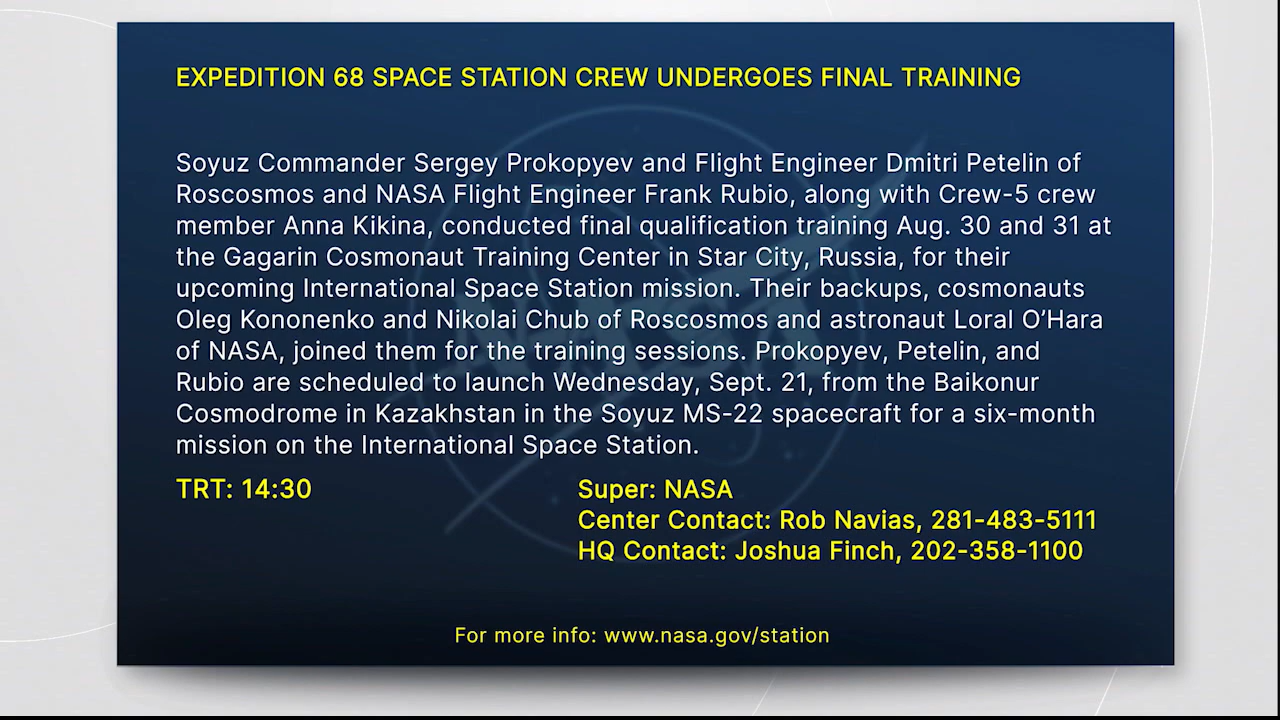 EXPEDITION 68 SPACE STATION CREW UNDERGOES FINAL TRAINING
Soyuz Commander Sergey Prokopyev and Flight Engineer Dmitri Petelin of
Roscosmos and NASA Flight Engineer Frank Rubio, along with Crew-5 crew
member Anna Kikina, conducted final qualification training Aug. 30 and 31 at
the Gagarin Cosmonaut Training Center in Star City, Russia, for their
upcoming International Space Station mission. Their backups, cosmonauts
Oleg Kononenko and Nikolai Chub of Roscosmos and astronaut Loral O’Hara
of NASA, joined them for the training sessions. Prokopyev, Petelin, and
Rubio are scheduled to launch Wednesday, Sept. 21, from the Baikonur
Cosmodrome in Kazakhstan in the Soyuz MS-22 spacecraft for a six-month
mission on the International Space Station.
TRT: 14:30
Super: NASA
Center Contact: Rob Navias, 281-483-5111
HQ Contact: Joshua Finch, 202-358-1100
For more info: www.nasa.gov/station
NASA